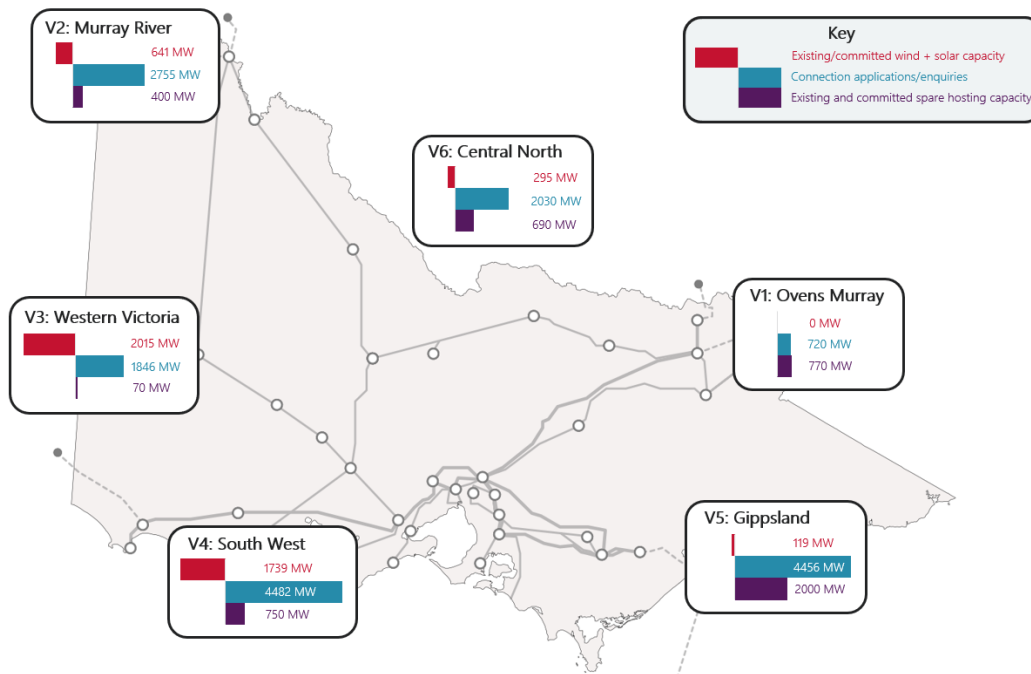 V2: Murray River
641 MW
2755 MW
400 MW
Key
Existing/committed wind + solar capacity
Connection applications/enquiries
Existing and committed spare hosting capacity
V6: Central North
295 MW
2030 MW
690 MW
V1: Ovens Murray
0 MW
720 MW
770 MW
V3: Western Victoria
2015 MW
1846 MW
70 MW
V5: Gippsland
119 MW
4456 MW
2000 MW
V4: South West
1739 MW
4482 MW
750 MW